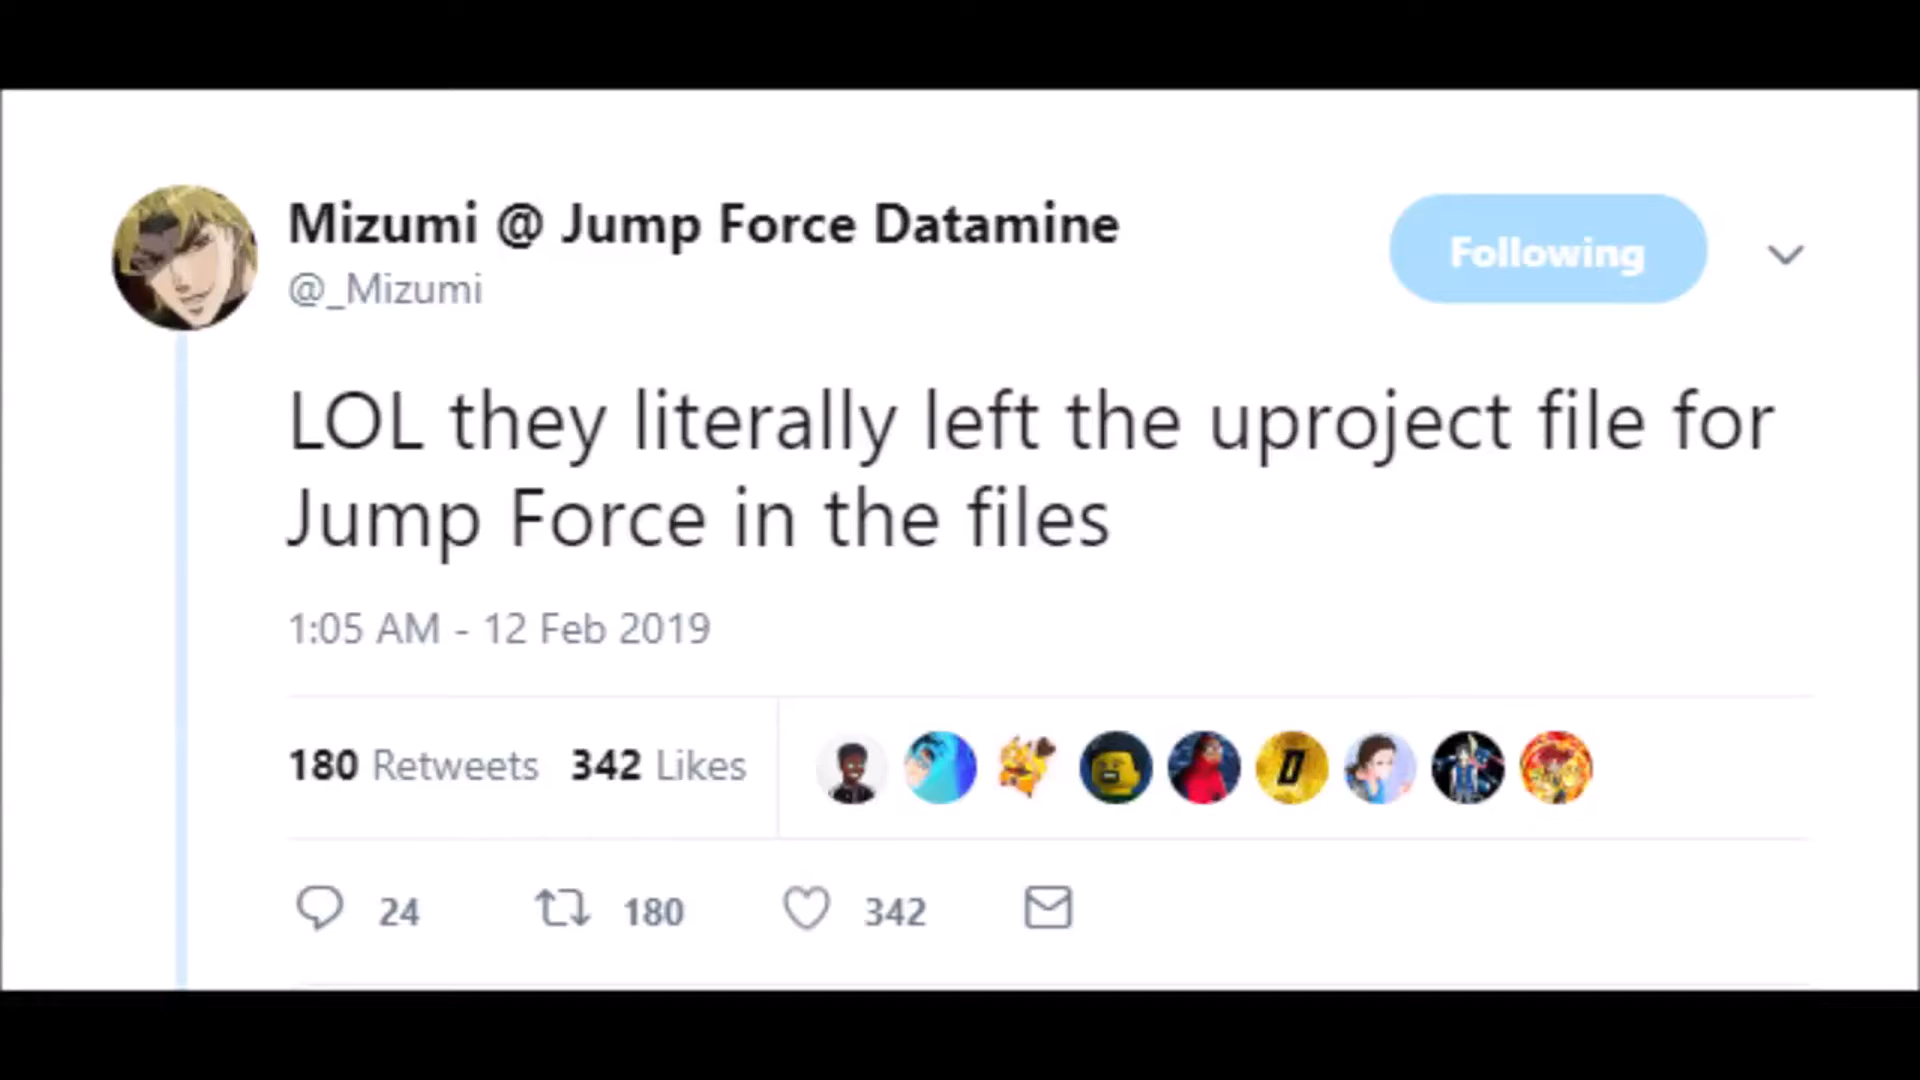 Mizumi @ Jump Force Datamine
@_Mizumi
Following
LOL they literally left the uproject file for
Jump Force in the files
1:05 AM - 12 Feb 2019
180 Retweets 342 Likes
24 180 342